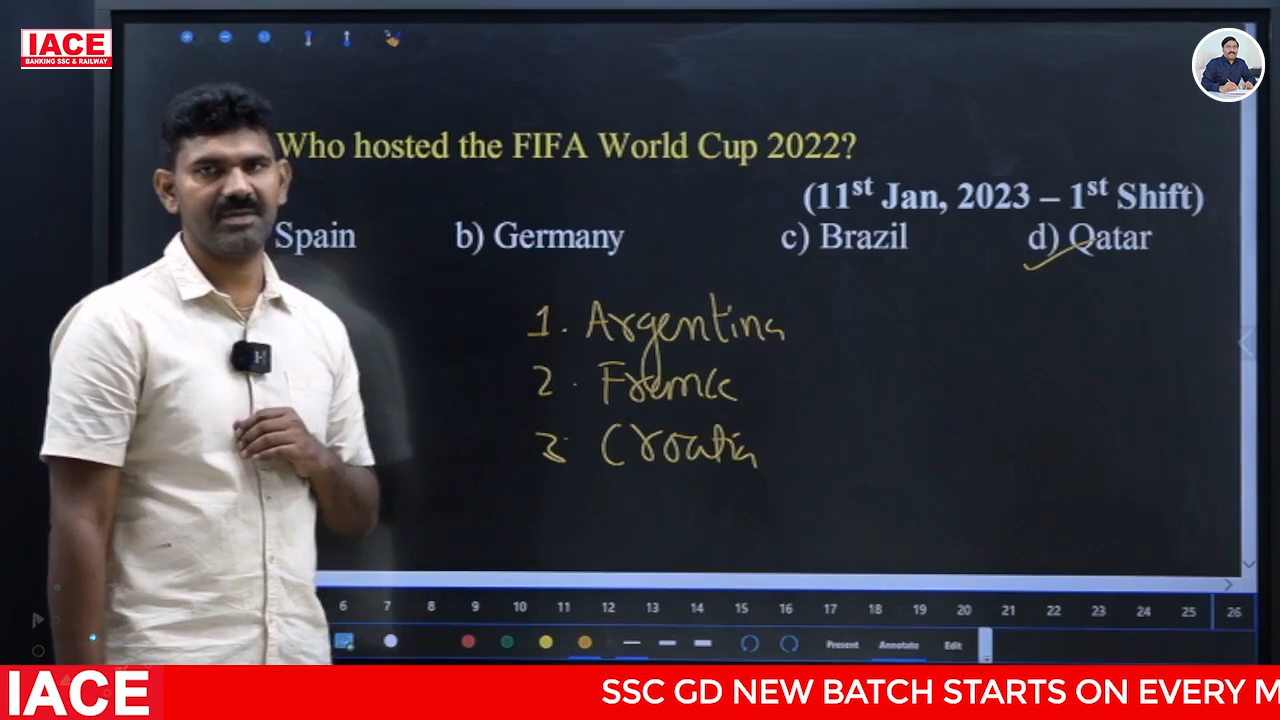 IACE
BANKING SSC & RAILWAY
Who hosted the FIFA World Cup 2022?
(11st Jan, 2023 – 1st Shift)
Spain b) Germany c) Brazil d) Qatar
1. Argentina
2. France
3. Croatia
6 7 8 9 10 11 12 13 14 15 16 17 18 19 20 21 22 23 24 25 26
Present Annotate Edit
IACE SSC GD NEW BATCH STARTS ON EVERY M